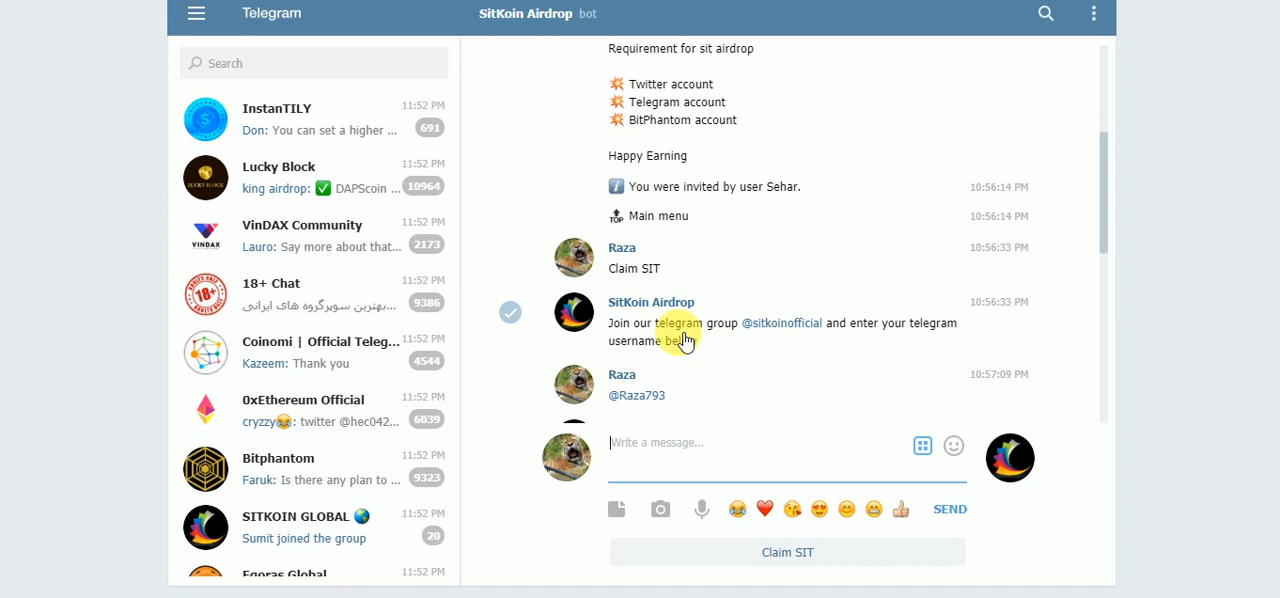 Telegram
SitKoin Airdrop bot
Search
InstanTILY 11:52 PM
Don: You can set a higher ... 691
Lucky Block 11:52 PM
king airdrop: ✅ DAPScoin ... 10964
LUCKY BLOCK
VinDAX Community 11:52 PM
Lauro: Say more about that... 2173
VINDAX
18+ Chat 11:52 PM
بهترین سوپرگروه های ایرانی... 9386
18+
Coinomi | Official Teleg... 11:52 PM
Kazeem: Thank you 4544
0xEthereum Official 11:52 PM
cryzzy😂: twitter @hec042... 6039
Bitphantom 11:52 PM
Faruk: Is there any plan to ... 9323
SITKOIN GLOBAL 🌏 11:52 PM
Sumit joined the group 20
Egoras Global 11:52 PM
Requirement for sit airdrop
💥 Twitter account
💥 Telegram account
💥 BitPhantom account
Happy Earning
ℹ️ You were invited by user Sehar. 10:56:14 PM
🔝 Main menu 10:56:14 PM
Raza 10:56:33 PM
Claim SIT
SitKoin Airdrop 10:56:33 PM
Join our telegram group @sitkoinofficial and enter your telegram
username below
Raza 10:57:09 PM
@Raza793
Write a message...
😂 ❤️ 😘 😍 😊 😁 👍 SEND
Claim SIT